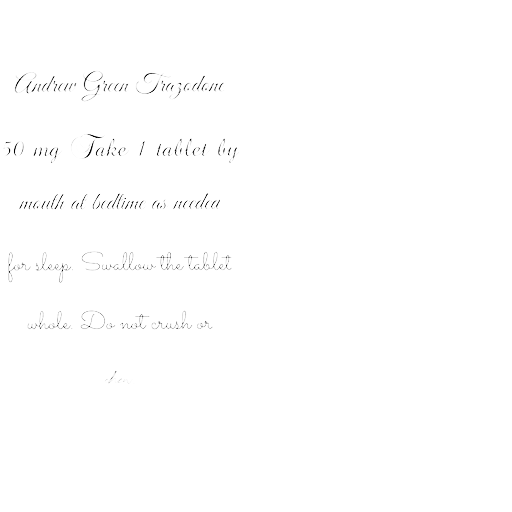 Andrew Green Trazodone
50 mg Take 1 tablet by
mouth at bedtime as needed
for sleep. Swallow the tablet
whole. Do not crush or